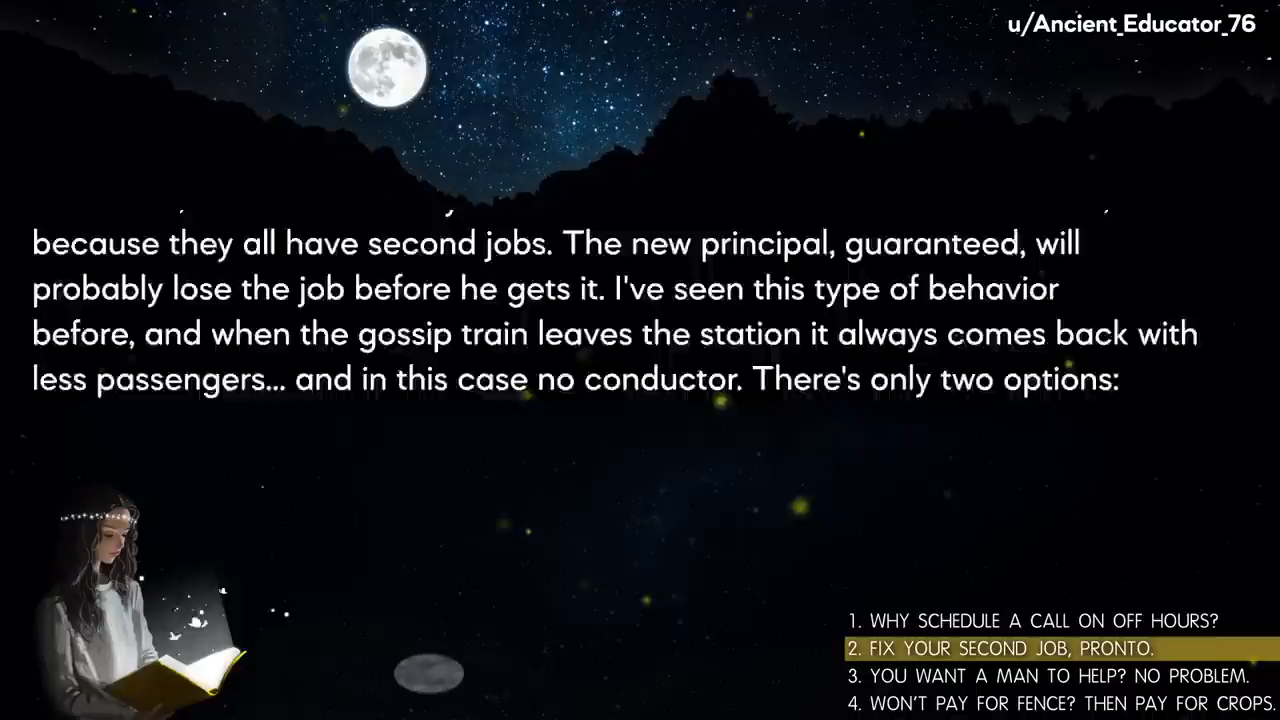 u/Ancient_Educator_76
because they all have second jobs. The new principal, guaranteed, will
probably lose the job before he gets it. I've seen this type of behavior
before, and when the gossip train leaves the station it always comes back with
less passengers... and in this case no conductor. There's only two options:
1. WHY SCHEDULE A CALL ON OFF HOURS?
2. FIX YOUR SECOND JOB, PRONTO.
3. YOU WANT A MAN TO HELP? NO PROBLEM.
4. WON'T PAY FOR FENCE? THEN PAY FOR CROPS.